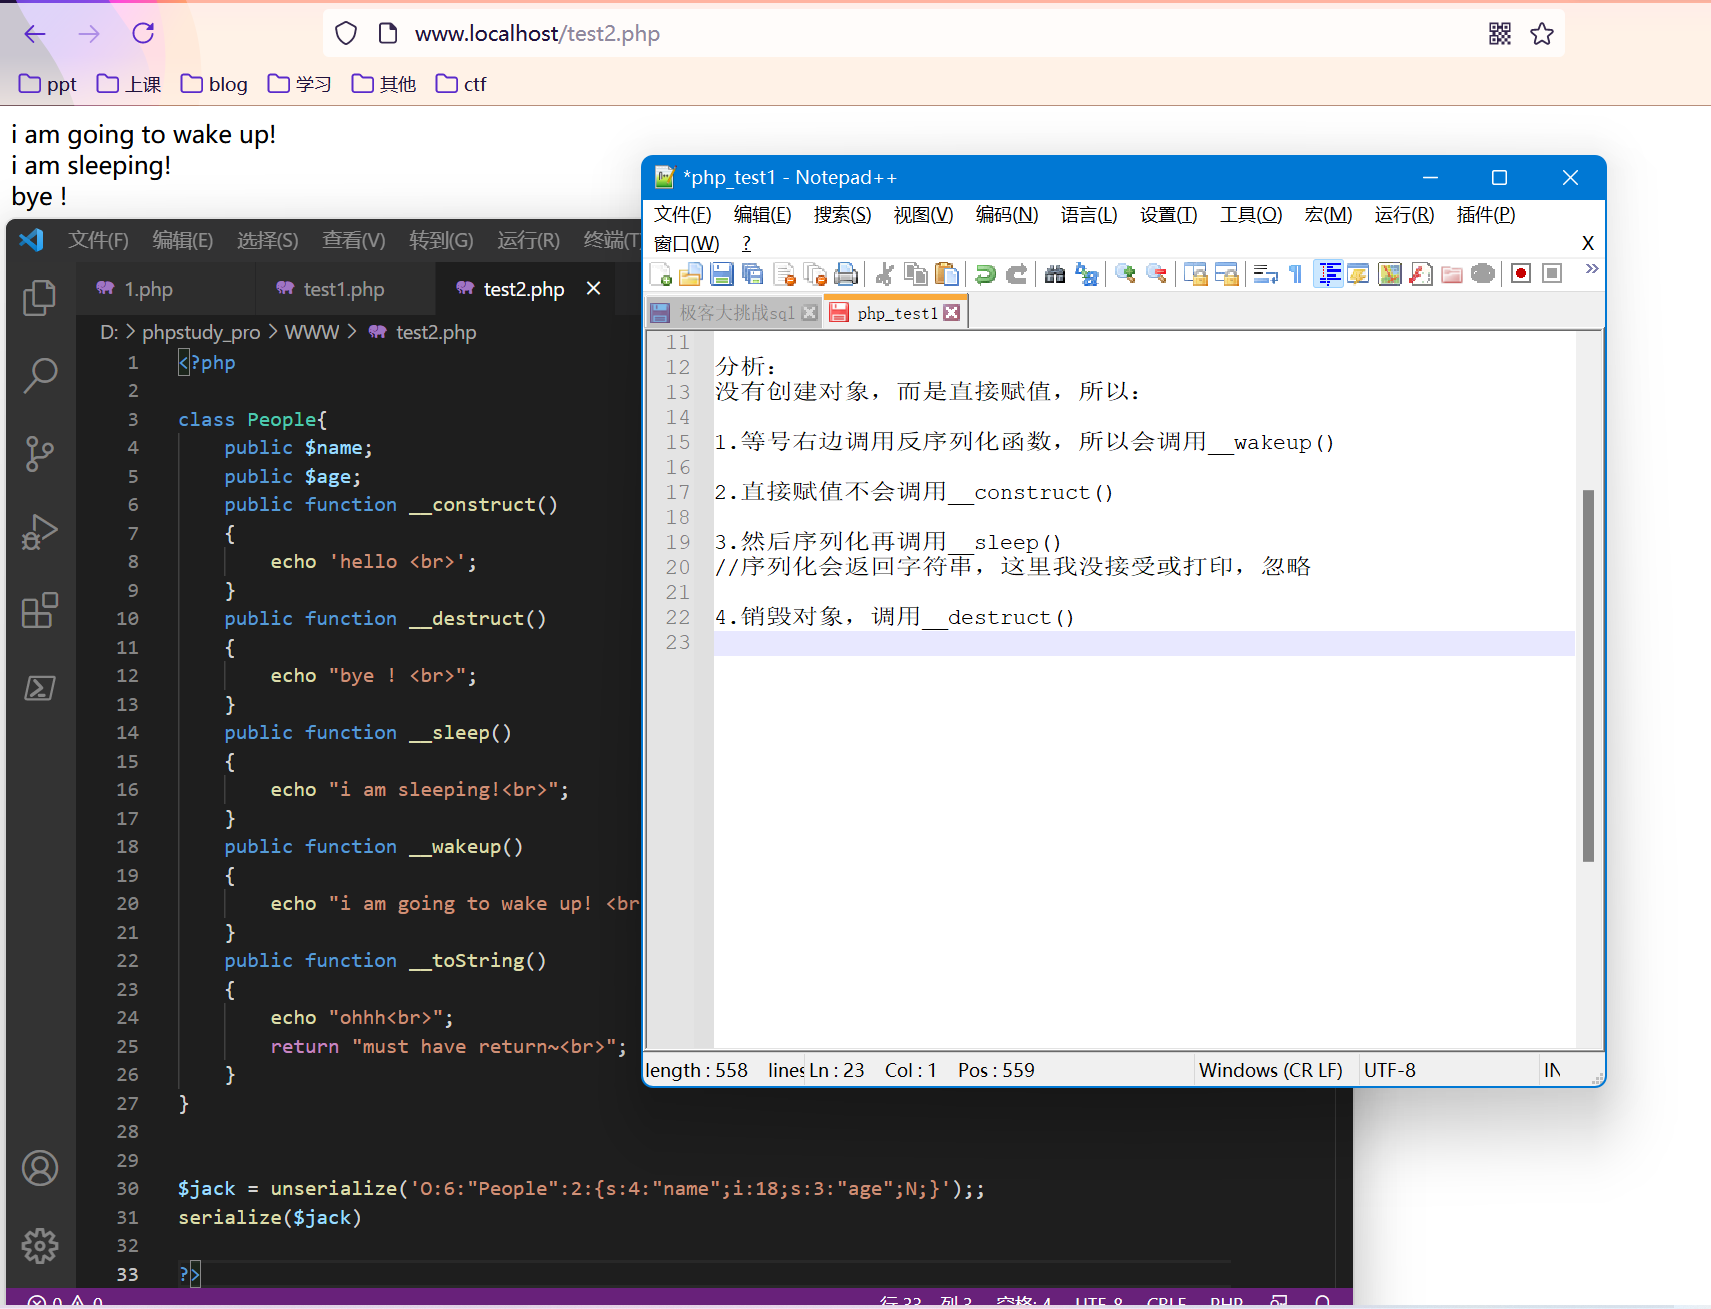 www.localhost/test2.php
ppt 上课 blog 学习 其他 ctf
i am going to wake up!
i am sleeping!
bye !
文件(F) 编辑(E) 选择(S) 查看(V) 转到(G) 运行(R) 终端(T
1.php test1.php test2.php
D: > phpstudy_pro > WWW > test2.php
1 <?php
2
3 class People{
4 public $name;
5 public $age;
6 public function __construct()
7 {
8 echo 'hello <br>';
9 }
10 public function __destruct()
11 {
12 echo "bye ! <br>";
13 }
14 public function __sleep()
15 {
16 echo "i am sleeping!<br>";
17 }
18 public function __wakeup()
19 {
20 echo "i am going to wake up! <br
21 }
22 public function __toString()
23 {
24 echo "ohhh<br>";
25 return "must have return~<br>";
26 }
27 }
28
29
30 $jack = unserialize('O:6:"People":2:{s:4:"name";i:18;s:3:"age";N;}');;
31 serialize($jack)
32
33 ?>
0 0 行 33 列 3 空格: 4 UTF-8 CRLF PHP
*php_test1 - Notepad++
文件(F) 编辑(E) 搜索(S) 视图(V) 编码(N) 语言(L) 设置(T) 工具(O) 宏(M) 运行(R) 插件(P)
窗口(W) ? X
极客大挑战sql php_test1
11
12 分析：
13 没有创建对象，而是直接赋值，所以：
14
15 1.等号右边调用反序列化函数，所以会调用__wakeup()
16
17 2.直接赋值不会调用__construct()
18
19 3.然后序列化再调用__sleep()
20 //序列化会返回字符串，这里我没接受或打印，忽略
21
22 4.销毁对象，调用__destruct()
23
length : 558 lines Ln : 23 Col : 1 Pos : 559 Windows (CR LF) UTF-8 IN